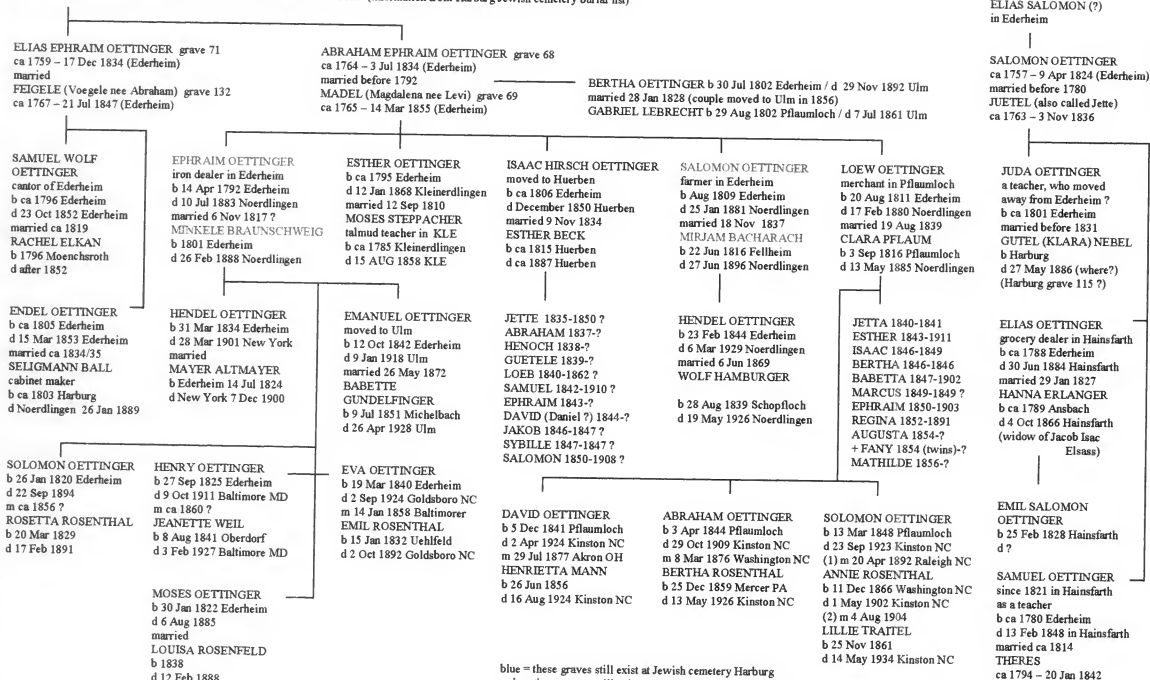 ELIAS SALOMON (?)
in Ederheim
ELIAS EPHRAIM OETTINGER grave 71
ca 1759 – 17 Dec 1834 (Ederheim)
married
FEIGELE (Voegele nee Abraham) grave 132
ca 1767 – 21 Jul 1847 (Ederheim)
ABRAHAM EPHRAIM OETTINGER grave 68
ca 1764 – 3 Jul 1834 (Ederheim)
married before 1792
MADEL (Magdalena nee Levi) grave 69
ca 1765 – 14 Mar 1855 (Ederheim)
BERTHA OETTINGER b 30 Jul 1802 Ederheim / d 29 Nov 1892 Ulm
married 28 Jan 1828 (couple moved to Ulm in 1856)
GABRIEL LEBRECHT b 29 Aug 1802 Pflaumloch / d 7 Jul 1861 Ulm
SALOMON OETTINGER
ca 1757 – 9 Apr 1824 (Ederheim)
married before 1780
JUETEL (also called Jette)
ca 1763 – 3 Nov 1836
SAMUEL WOLF
OETTINGER
cantor of Ederheim
b ca 1796 Ederheim
d 23 Oct 1852 Ederheim
married ca 1819
RACHEL ELKAN
b 1796 Moenchsroth
d after 1852
EPHRAIM OETTINGER
iron dealer in Ederheim
b 14 Apr 1792 Ederheim
d 10 Jul 1883 Noerdlingen
married 6 Nov 1817 ?
MINKELE BRAUNSCHWEIG
b 1801 Ederheim
d 26 Feb 1888 Noerdlingen
ESTHER OETTINGER
b ca 1795 Ederheim
d 12 Jan 1868 Kleinerdlingen
married 12 Sep 1810
MOSES STEPPACHER
talmud teacher in KLE
b ca 1785 Kleinerdlingen
d 15 AUG 1858 KLE
ISAAC HIRSCH OETTINGER
moved to Huerben
b ca 1806 Ederheim
d December 1850 Huerben
married 9 Nov 1834
ESTHER BECK
b ca 1815 Huerben
d ca 1887 Huerben
SALOMON OETTINGER
farmer in Ederheim
b Aug 1809 Ederheim
d 25 Jan 1881 Noerdlingen
married 18 Nov 1837
MIRJAM BACHARACH
b 22 Jun 1816 Fellheim
d 27 Jun 1896 Noerdlingen
LOEW OETTINGER
merchant in Pflaumloch
b 20 Aug 1811 Ederheim
d 17 Feb 1880 Noerdlingen
married 19 Aug 1839
CLARA PFLAUM
b 3 Sep 1816 Pflaumloch
d 13 May 1885 Noerdlingen
JUDA OETTINGER
a teacher, who moved
away from Ederheim ?
b ca 1801 Ederheim
married before 1831
GUTEL (KLARA) NEBEL
b Harburg
d 27 May 1886 (where?)
(Harburg grave 115 ?)
ENDEL OETTINGER
b ca 1805 Ederheim
d 15 Mar 1853 Ederheim
married ca 1834/35
SELIGMANN BALL
cabinet maker
b ca 1803 Harburg
d Noerdlingen 26 Jan 1889
HENDEL OETTINGER
b 31 Mar 1834 Ederheim
d 28 Mar 1901 New York
married
MAYER ALTMAYER
b Ederheim 14 Jul 1824
d New York 7 Dec 1900
EMANUEL OETTINGER
moved to Ulm
b 12 Oct 1842 Ederheim
d 9 Jan 1918 Ulm
married 26 May 1872
BABETTE
GUNDELFINGER
b 9 Jul 1851 Michelbach
d 26 Apr 1928 Ulm
JETTE 1835-1850 ?
ABRAHAM 1837-?
HENOCH 1838-?
GUETELE 1839-?
LOEB 1840-1862 ?
SAMUEL 1842-1910 ?
EPHRAIM 1843-?
DAVID (Daniel ?) 1844-?
JAKOB 1846-1847 ?
SYBILLE 1847-1847 ?
SALOMON 1850-1908 ?
HENDEL OETTINGER
b 23 Feb 1844 Ederheim
d 6 Mar 1929 Noerdlingen
married 6 Jun 1869
WOLF HAMBURGER
b 28 Aug 1839 Schopfloch
d 19 May 1926 Noerdlingen
JETTA 1840-1841
ESTHER 1843-1911
ISAAC 1846-1849
BERTHA 1846-1846
BABETTA 1847-1902
MARCUS 1849-1849 ?
EPHRAIM 1850-1903
REGINA 1852-1891
AUGUSTA 1854-?
+ FANY 1854 (twins)-?
MATHILDE 1856-?
ELIAS OETTINGER
grocery dealer in Hainsfarth
b ca 1788 Ederheim
d 30 Jun 1884 Hainsfarth
married 29 Jan 1827
HANNA ERLANGER
b ca 1789 Ansbach
d 4 Oct 1866 Hainsfarth
(widow of Jacob Isac
Elsass)
SOLOMON OETTINGER
b 26 Jan 1820 Ederheim
d 22 Sep 1894
m ca 1856 ?
ROSETTA ROSENTHAL
b 20 Mar 1829
d 17 Feb 1891
HENRY OETTINGER
b 27 Sep 1825 Ederheim
d 9 Oct 1911 Baltimore MD
m ca 1860 ?
JEANETTE WEIL
b 8 Aug 1841 Oberdorf
d 3 Feb 1927 Baltimore MD
EVA OETTINGER
b 19 Mar 1840 Ederheim
d 2 Sep 1924 Goldsboro NC
m 14 Jan 1858 Baltimorer
EMIL ROSENTHAL
b 15 Jan 1832 Uehlfeld
d 2 Oct 1892 Goldsboro NC
DAVID OETTINGER
b 5 Dec 1841 Pflaumloch
d 2 Apr 1924 Kinston NC
m 29 Jul 1877 Akron OH
HENRIETTA MANN
b 26 Jun 1856
d 16 Aug 1924 Kinston NC
ABRAHAM OETTINGER
b 3 Apr 1844 Pflaumloch
d 29 Oct 1909 Kinston NC
m 8 Mar 1876 Washington NC
BERTHA ROSENTHAL
b 25 Dec 1859 Mercer PA
d 13 May 1926 Kinston NC
SOLOMON OETTINGER
b 13 Mar 1848 Pflaumloch
d 23 Sep 1923 Kinston NC
(1) m 20 Apr 1892 Raleigh NC
ANNIE ROSENTHAL
b 11 Dec 1866 Washington NC
d 1 May 1902 Kinston NC
(2) m 4 Aug 1904
LILLIE TRAITEL
b 25 Nov 1861
d 14 May 1934 Kinston NC
EMIL SALOMON
OETTINGER
b 25 Feb 1828 Hainsfarth
d ?
MOSES OETTINGER
b 30 Jan 1822 Ederheim
d 6 Aug 1885
married
LOUISA ROSENFELD
b 1838
d 12 Feb 1888
SAMUEL OETTINGER
since 1821 in Hainsfarth
as a teacher
b ca 1780 Ederheim
d 13 Feb 1848 in Hainsfarth
married ca 1814
THERES
ca 1794 – 20 Jan 1842
blue = these graves still exist at Jewish cemetery Harburg